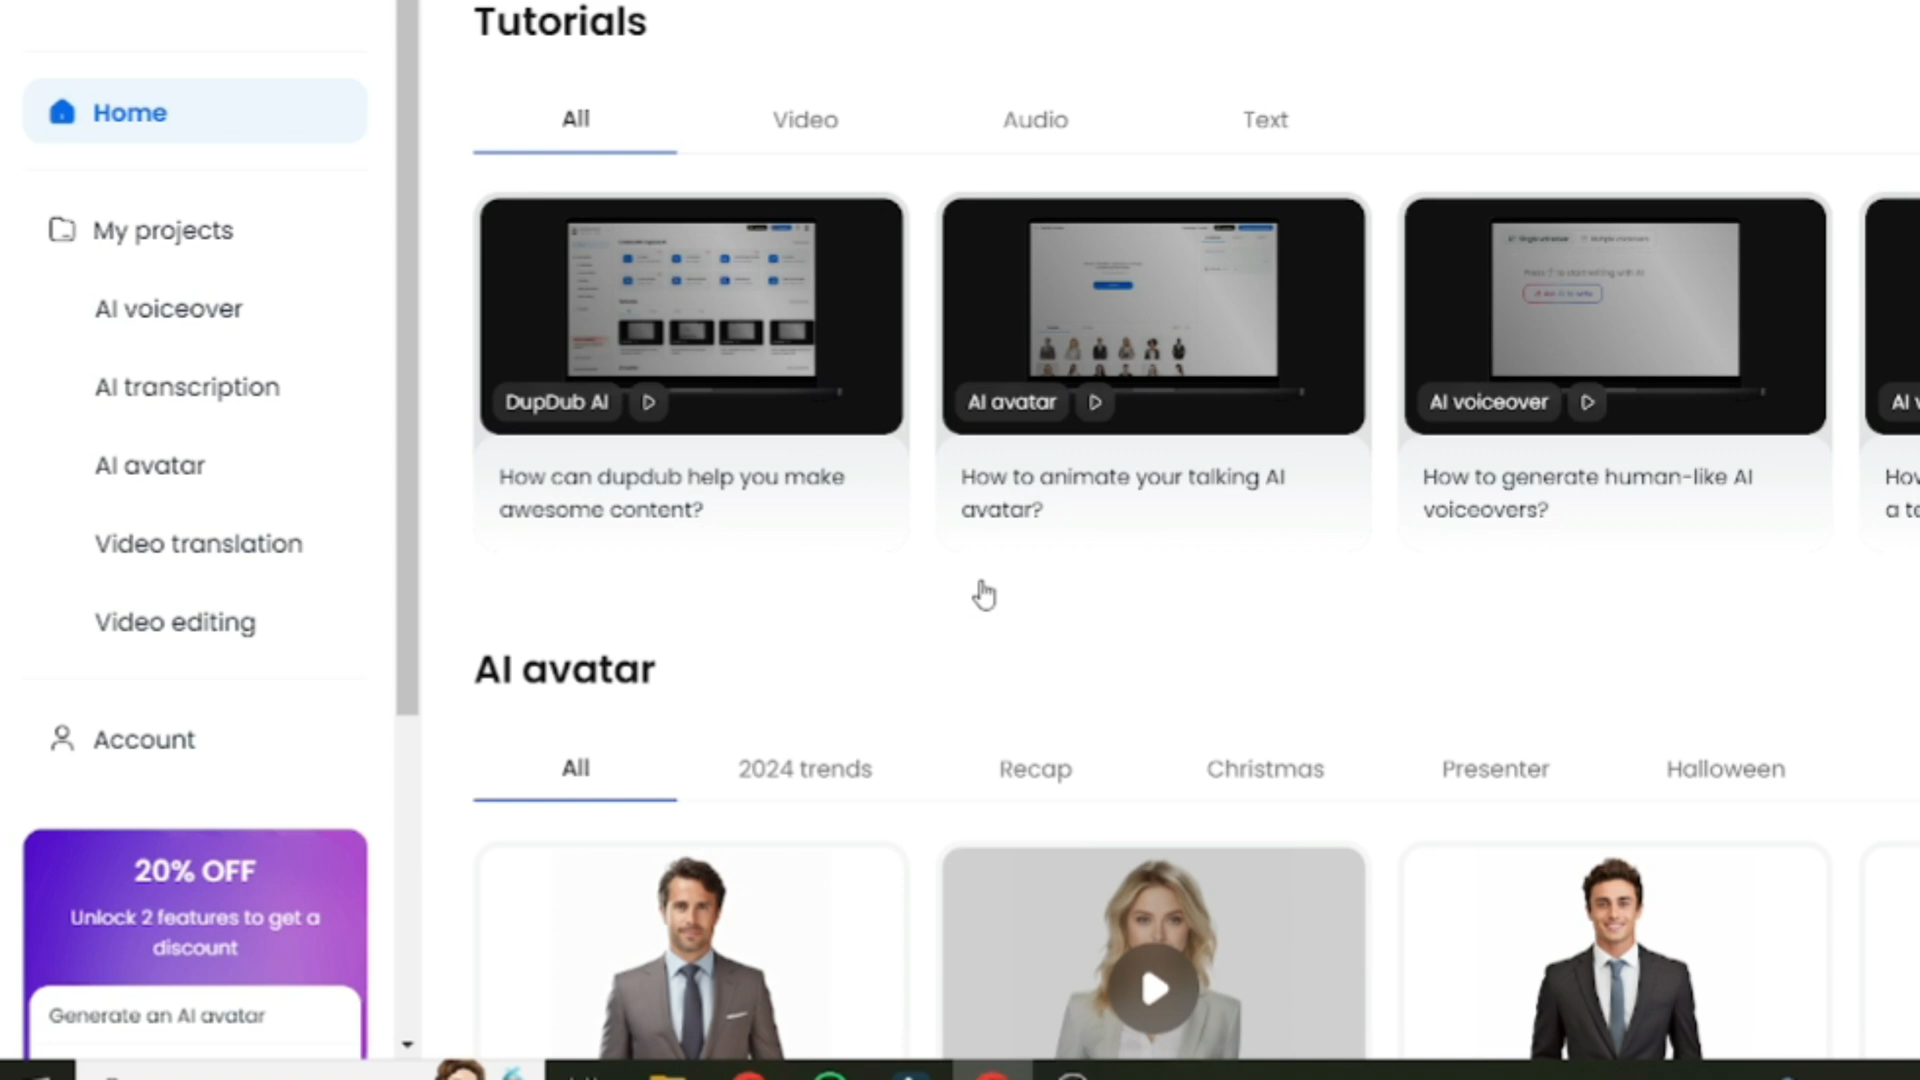 Tutorials
Home
All
Video
Audio
Text
My projects
AI voiceover
AI transcription
AI avatar
Video translation
Video editing
Account
20% OFF
Unlock 2 features to get a
discount
Generate an AI avatar
DupDub AI
How can dupdub help you make
awesome content?
AI avatar
How to animate your talking AI
avatar?
AI voiceover
How to generate human-like AI
voiceovers?
AI avatar
All
2024 trends
Recap
Christmas
Presenter
Halloween